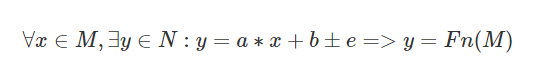 ∀x ∈ M, ∃y ∈ N : y = a ∗ x + b ± e => y = Fn(M)